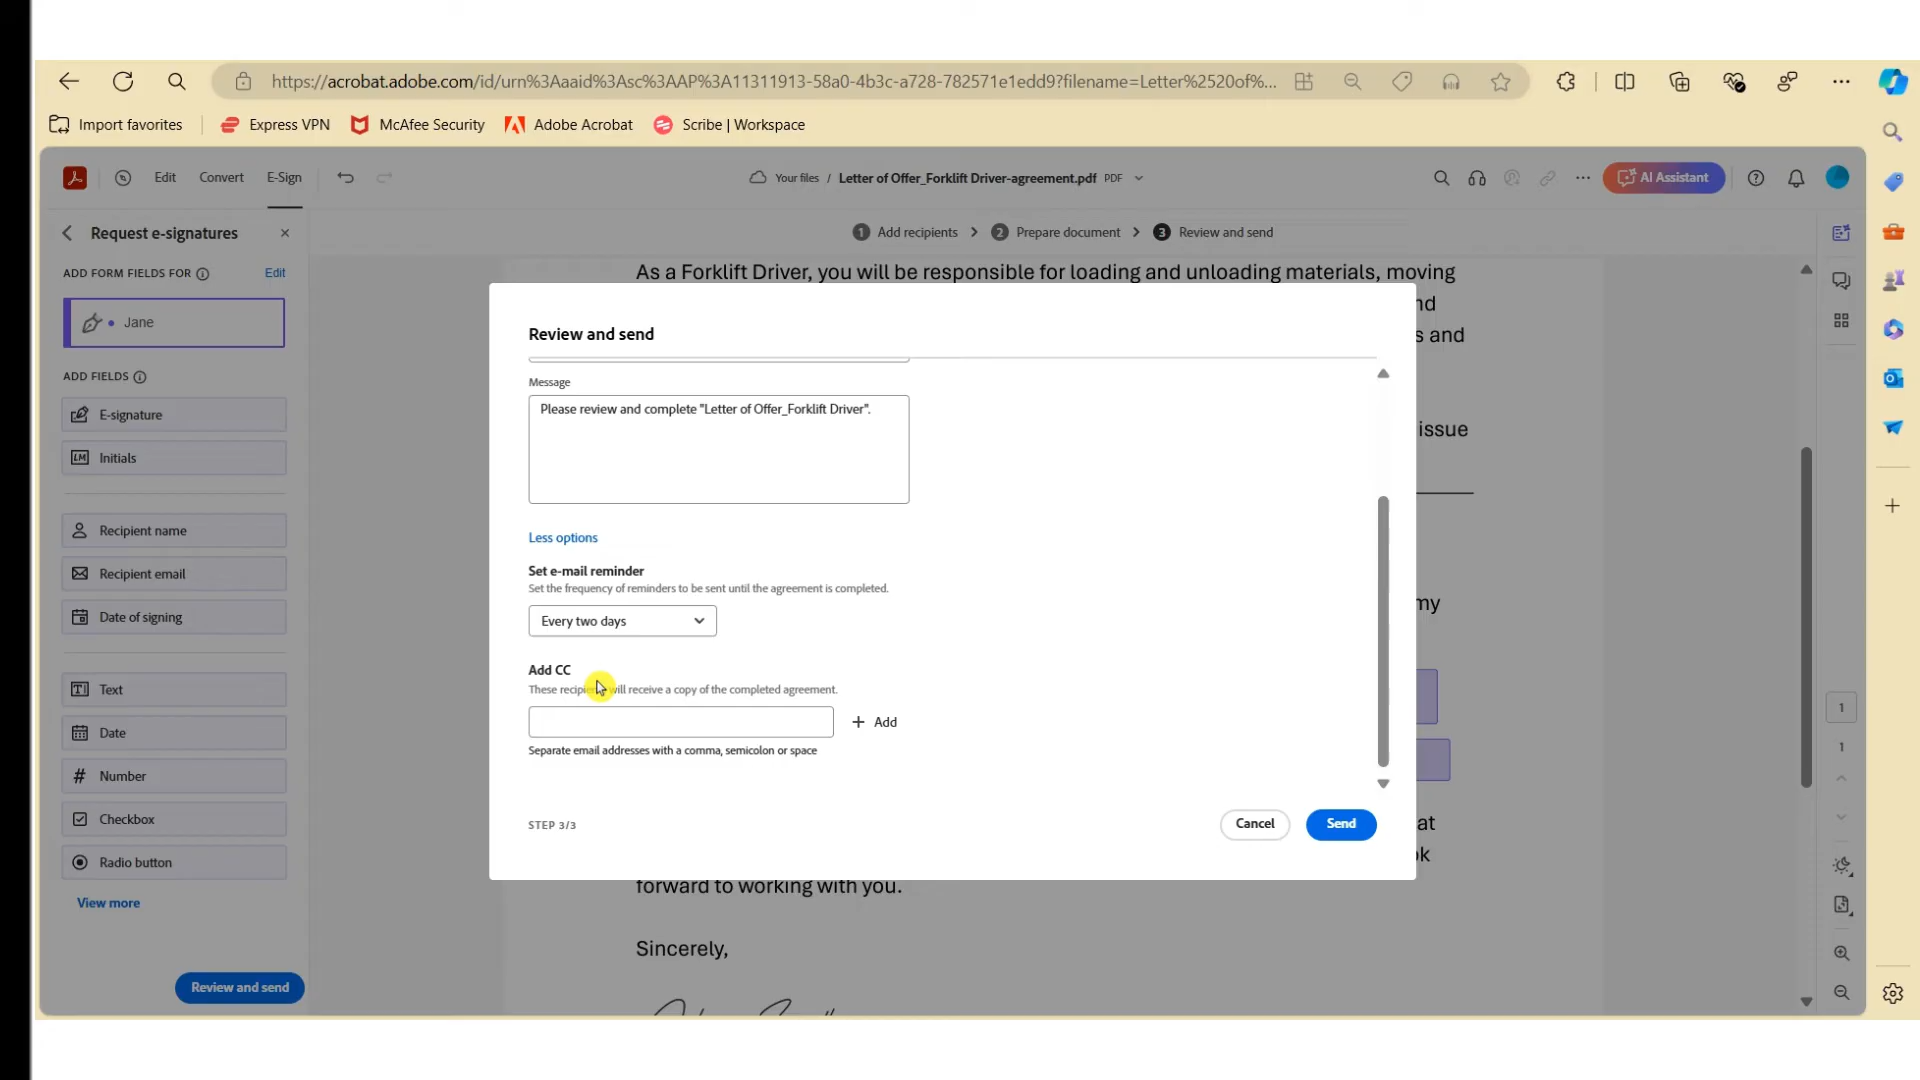 https://acrobat.adobe.com/id/urn%3Aaaid%3Asc%3AAP%3A11311913-58a0-4b3c-a728-782571e1edd9?filename=Letter%2520of%...
Import favorites
Express VPN
McAfee Security
Adobe Acrobat
Scribe | Workspace
Edit
Convert
E-Sign
Your files / Letter of Offer_Forklift Driver-agreement.pdf PDF
AI Assistant
Request e-signatures
1 Add recipients > 2 Prepare document > 3 Review and send
ADD FORM FIELDS FOR
Edit
Jane
ADD FIELDS
E-signature
LM Initials
Recipient name
Recipient email
Date of signing
Text
Date
# Number
Checkbox
Radio button
View more
Review and send
As a Forklift Driver, you will be responsible for loading and unloading materials, moving
nd
s and
issue
my
at
ok
forward to working with you.
Sincerely,
Review and send
Message
Please review and complete "Letter of Offer_Forklift Driver".
Less options
Set e-mail reminder
Set the frequency of reminders to be sent until the agreement is completed.
Every two days
Add CC
These recipients will receive a copy of the completed agreement.
+ Add
Separate email addresses with a comma, semicolon or space
STEP 3/3
Cancel
Send
1
1